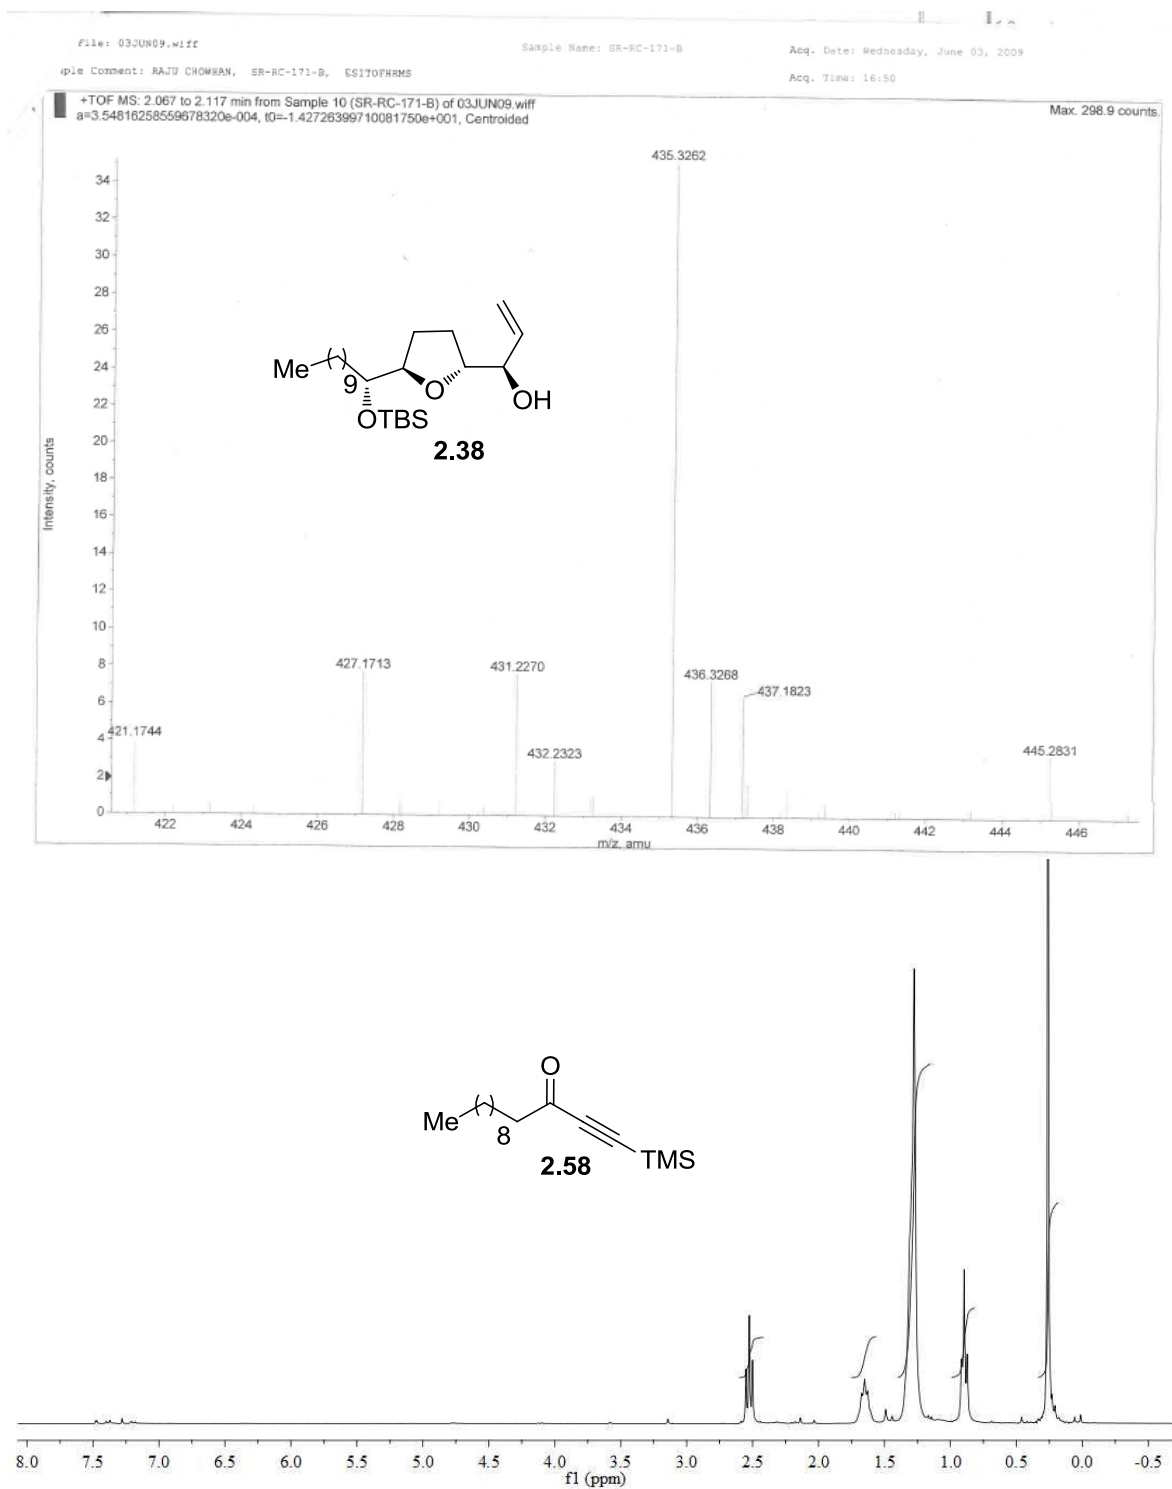 File: 03JUN09.wiff
Sample Name: SR-RC-171-B
Acq. Date: Wednesday, June 03, 2009
ple Comment: RAJU CHOWHAN, SR-RC-171-B, ESITOFHRMS
Acq. Time: 16:50
+TOF MS: 2.067 to 2.117 min from Sample 10 (SR-RC-171-B) of 03JUN09.wiff
a=3.54816258559678320e-004, t0=-1.42726399710081750e+001, Centroided
Max. 298.9 counts.
435.3262
34
32
30
28
26
24
22
20
18
16
14
12
10
8
6
4
2
0
Intensity, counts
Me
9
O
OH
OTBS
2.38
427.1713
431.2270
436.3268
437.1823
421.1744
432.2323
445.2831
422 424 426 428 430 432 434 436 438 440 442 444 446
m/z, amu
O
Me
8
TMS
2.58
8.0 7.5 7.0 6.5 6.0 5.5 5.0 4.5 4.0 3.5 3.0 2.5 2.0 1.5 1.0 0.5 0.0 -0.5
f1 (ppm)